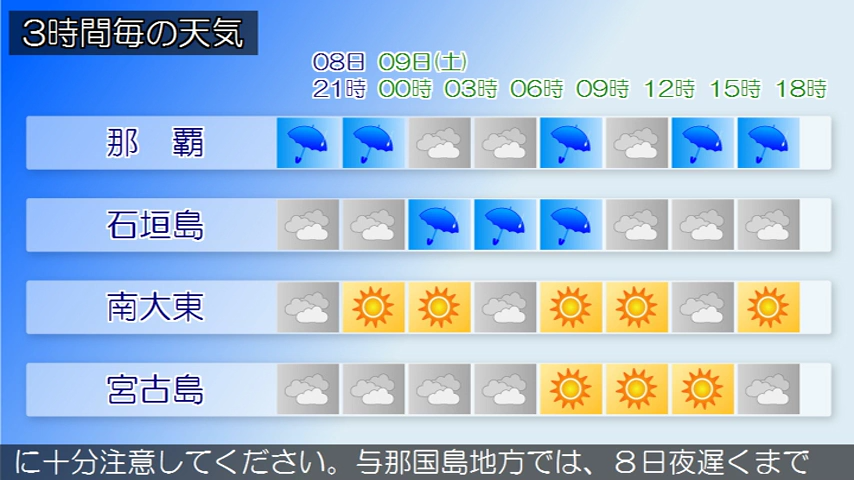 3時間毎の天気
08日 09日(土)
21時 00時 03時 06時 09時 12時 15時 18時
那　覇
石垣島
南大東
宮古島
に十分注意してください。与那国島地方では、８日夜遅くまで